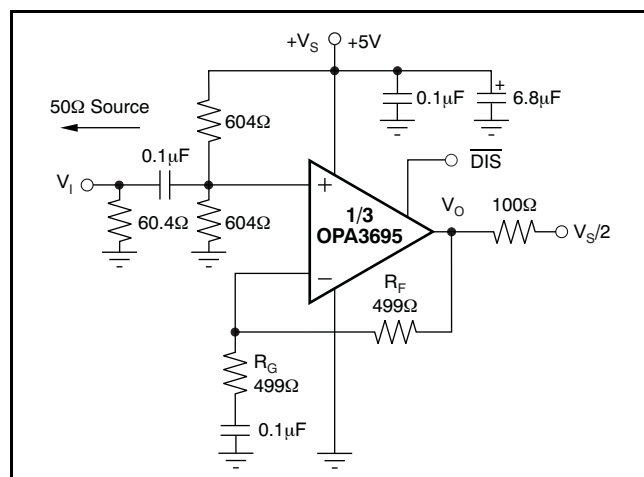 +V_S +5V
50Ω Source
604Ω
0.1μF
6.8μF
+
0.1μF
V_I
DIS
60.4Ω
604Ω
+
1/3
OPA3695
−
V_O
100Ω
V_S/2
R_F
499Ω
R_G
499Ω
0.1μF